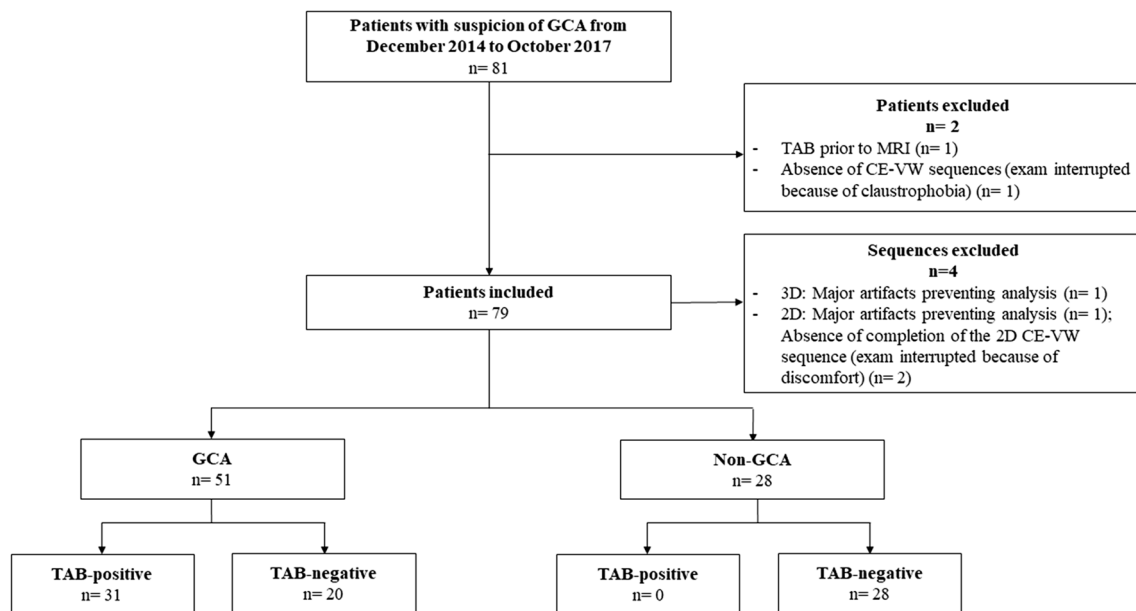 Patients with suspicion of GCA from
December 2014 to October 2017
n= 81
Patients excluded
n= 2
- TAB prior to MRI (n= 1)
- Absence of CE-VW sequences (exam interrupted
because of claustrophobia) (n= 1)
Sequences excluded
n=4
- 3D: Major artifacts preventing analysis (n= 1)
- 2D: Major artifacts preventing analysis (n= 1);
Absence of completion of the 2D CE-VW
sequence (exam interrupted because of
discomfort) (n= 2)
Patients included
n= 79
GCA
n= 51
Non-GCA
n= 28
TAB-positive
n= 31
TAB-negative
n= 20
TAB-positive
n= 0
TAB-negative
n= 28